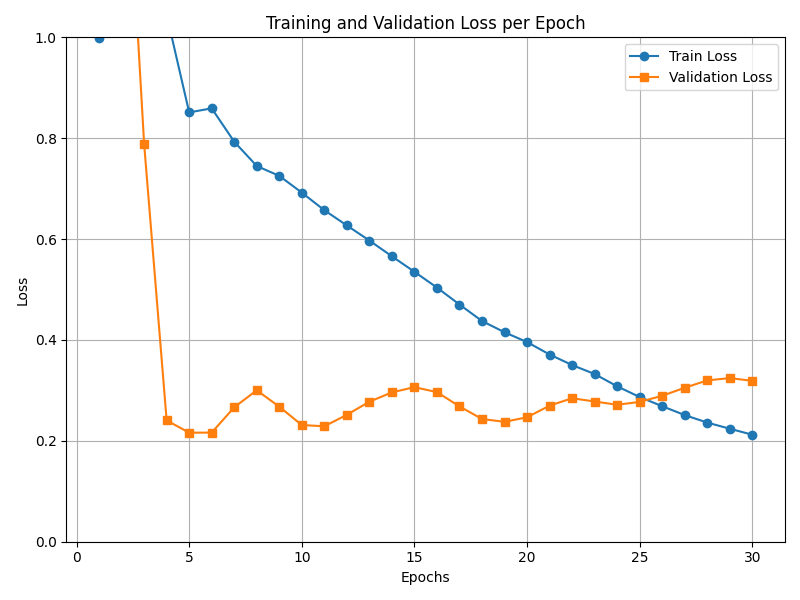 Training and Validation Loss per Epoch
Train Loss
Validation Loss
1.0
0.8
0.6
0.4
0.2
0.0
Loss
0 5 10 15 20 25 30
Epochs